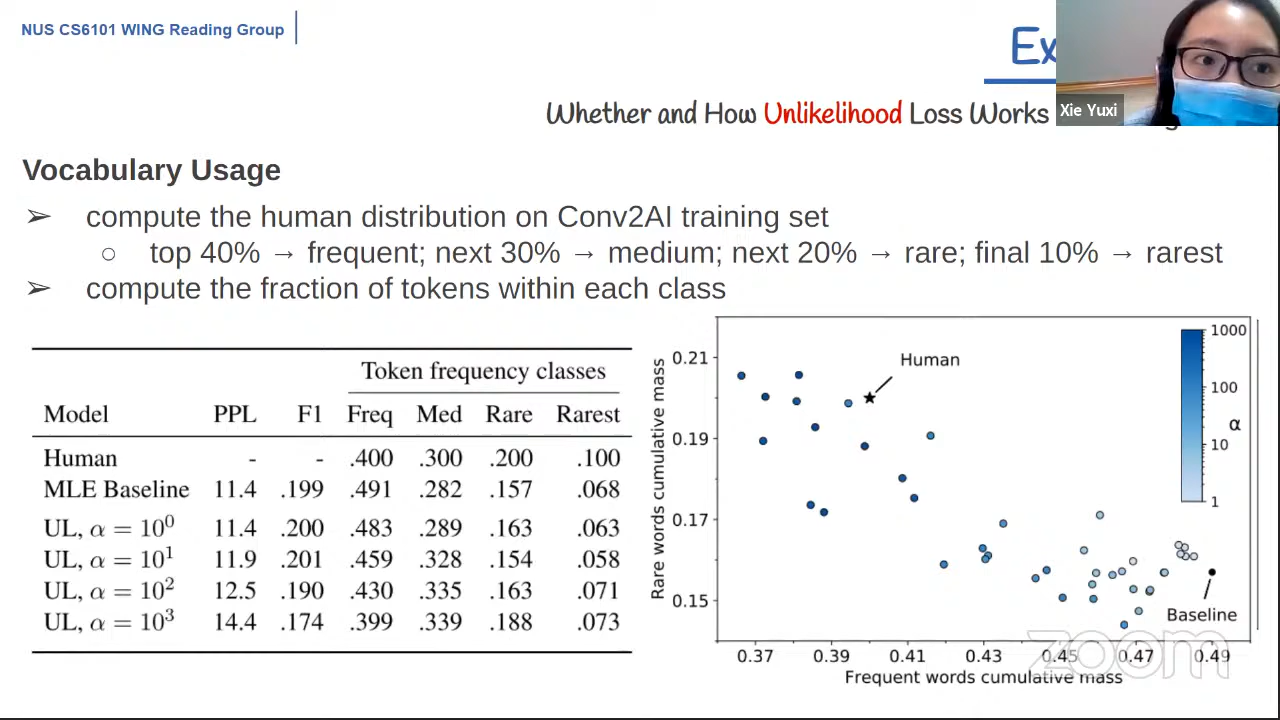 NUS CS6101 WING Reading Group
Ex
Xie Yuxi
Whether and How Unlikelihood Loss Works
Vocabulary Usage
➢ compute the human distribution on Conv2AI training set
○ top 40% → frequent; next 30% → medium; next 20% → rare; final 10% → rarest
➢ compute the fraction of tokens within each class
Token frequency classes
Model PPL F1 Freq Med Rare Rarest
Human - - .400 .300 .200 .100
MLE Baseline 11.4 .199 .491 .282 .157 .068
UL, α = 10⁰ 11.4 .200 .483 .289 .163 .063
UL, α = 10¹ 11.9 .201 .459 .328 .154 .058
UL, α = 10² 12.5 .190 .430 .335 .163 .071
UL, α = 10³ 14.4 .174 .399 .339 .188 .073
Rare words cumulative mass
0.21
0.19
0.17
0.15
Human
Baseline
1000
100
10
1
α
0.37 0.39 0.41 0.43 0.45 0.47 0.49
Frequent words cumulative mass
zoom